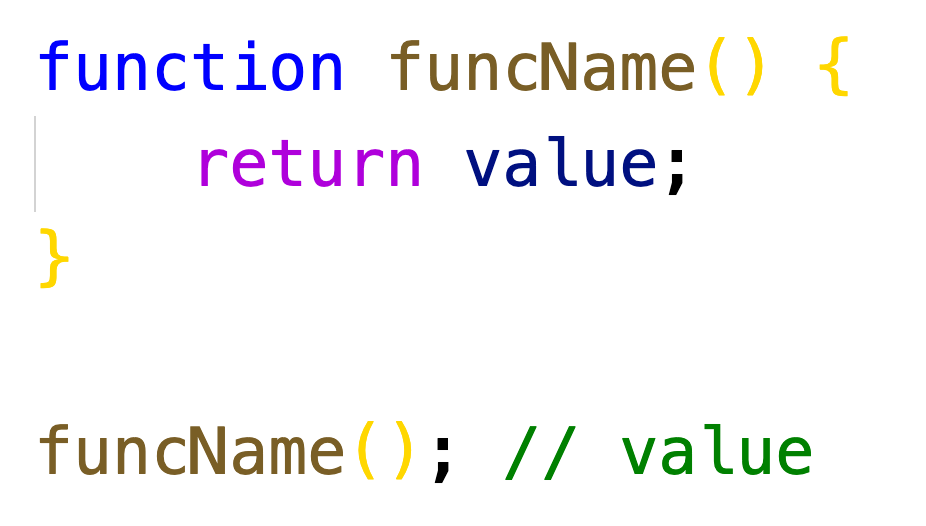 function funcName() {
    return value;
}
funcName(); // value